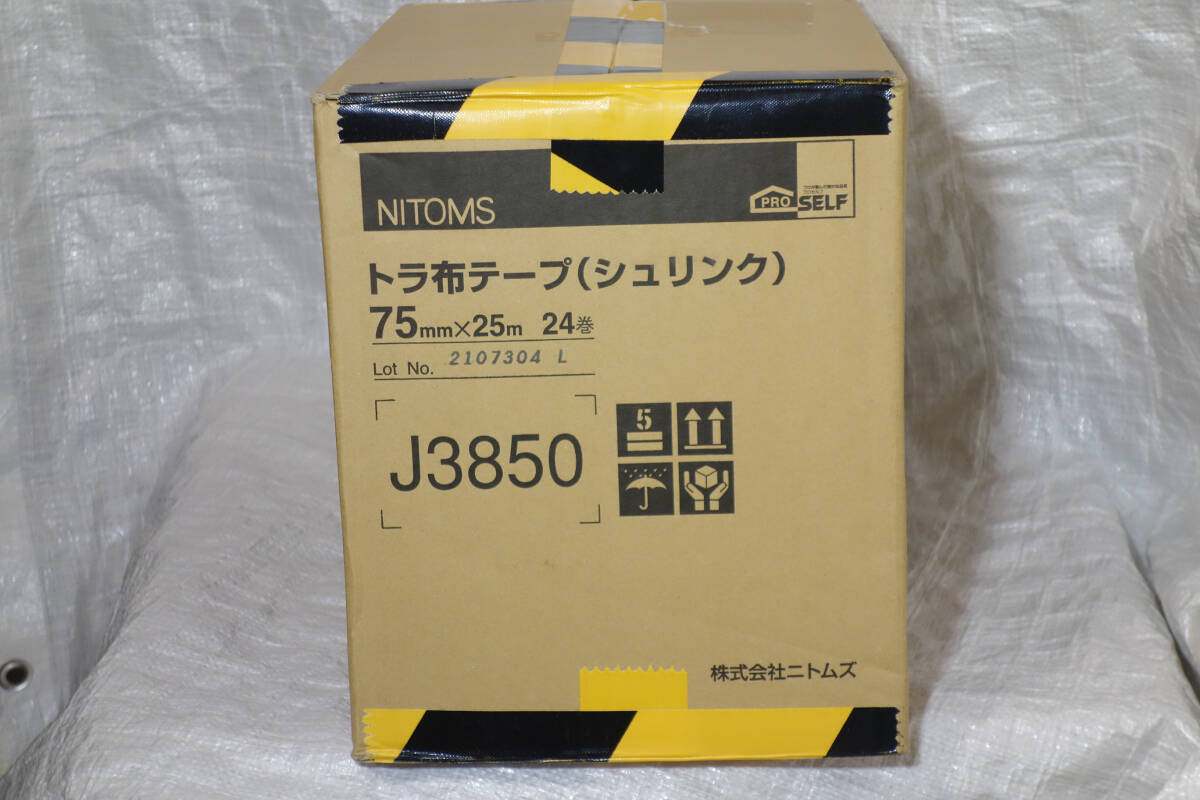 NITOMS
PRO SELF
トラ布テープ(シュリンク)
75mm×25m 24巻
Lot No. 2107304 L
J3850
5
株式会社ニトムズ